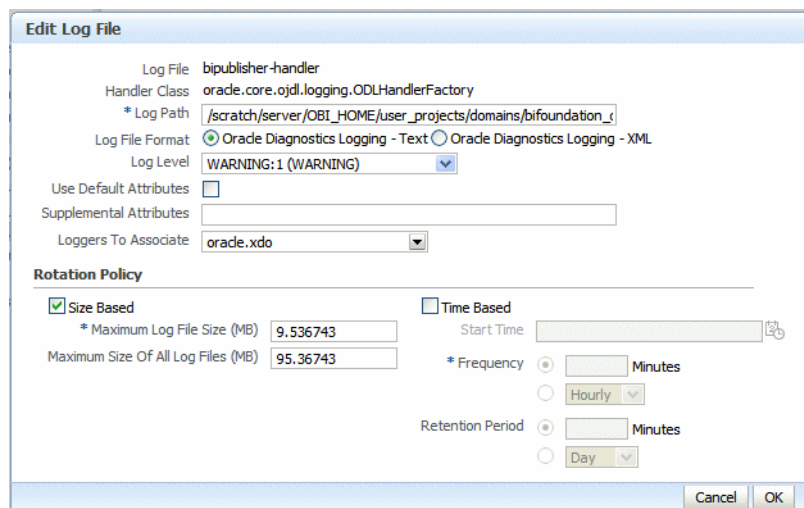 Edit Log File
Log File bipublisher-handler
Handler Class oracle.core.ojdl.logging.ODLHandlerFactory
* Log Path /scratch/server/OBI_HOME/user_projects/domains/bifoundation_
Log File Format Oracle Diagnostics Logging - Text Oracle Diagnostics Logging - XML
Log Level WARNING:1 (WARNING)
Use Default Attributes
Supplemental Attributes
Loggers To Associate oracle.xdo
Rotation Policy
Size Based
* Maximum Log File Size (MB) 9.536743
Maximum Size Of All Log Files (MB) 95.36743
Time Based
Start Time
* Frequency Minutes
Hourly
Retention Period Minutes
Day
Cancel OK